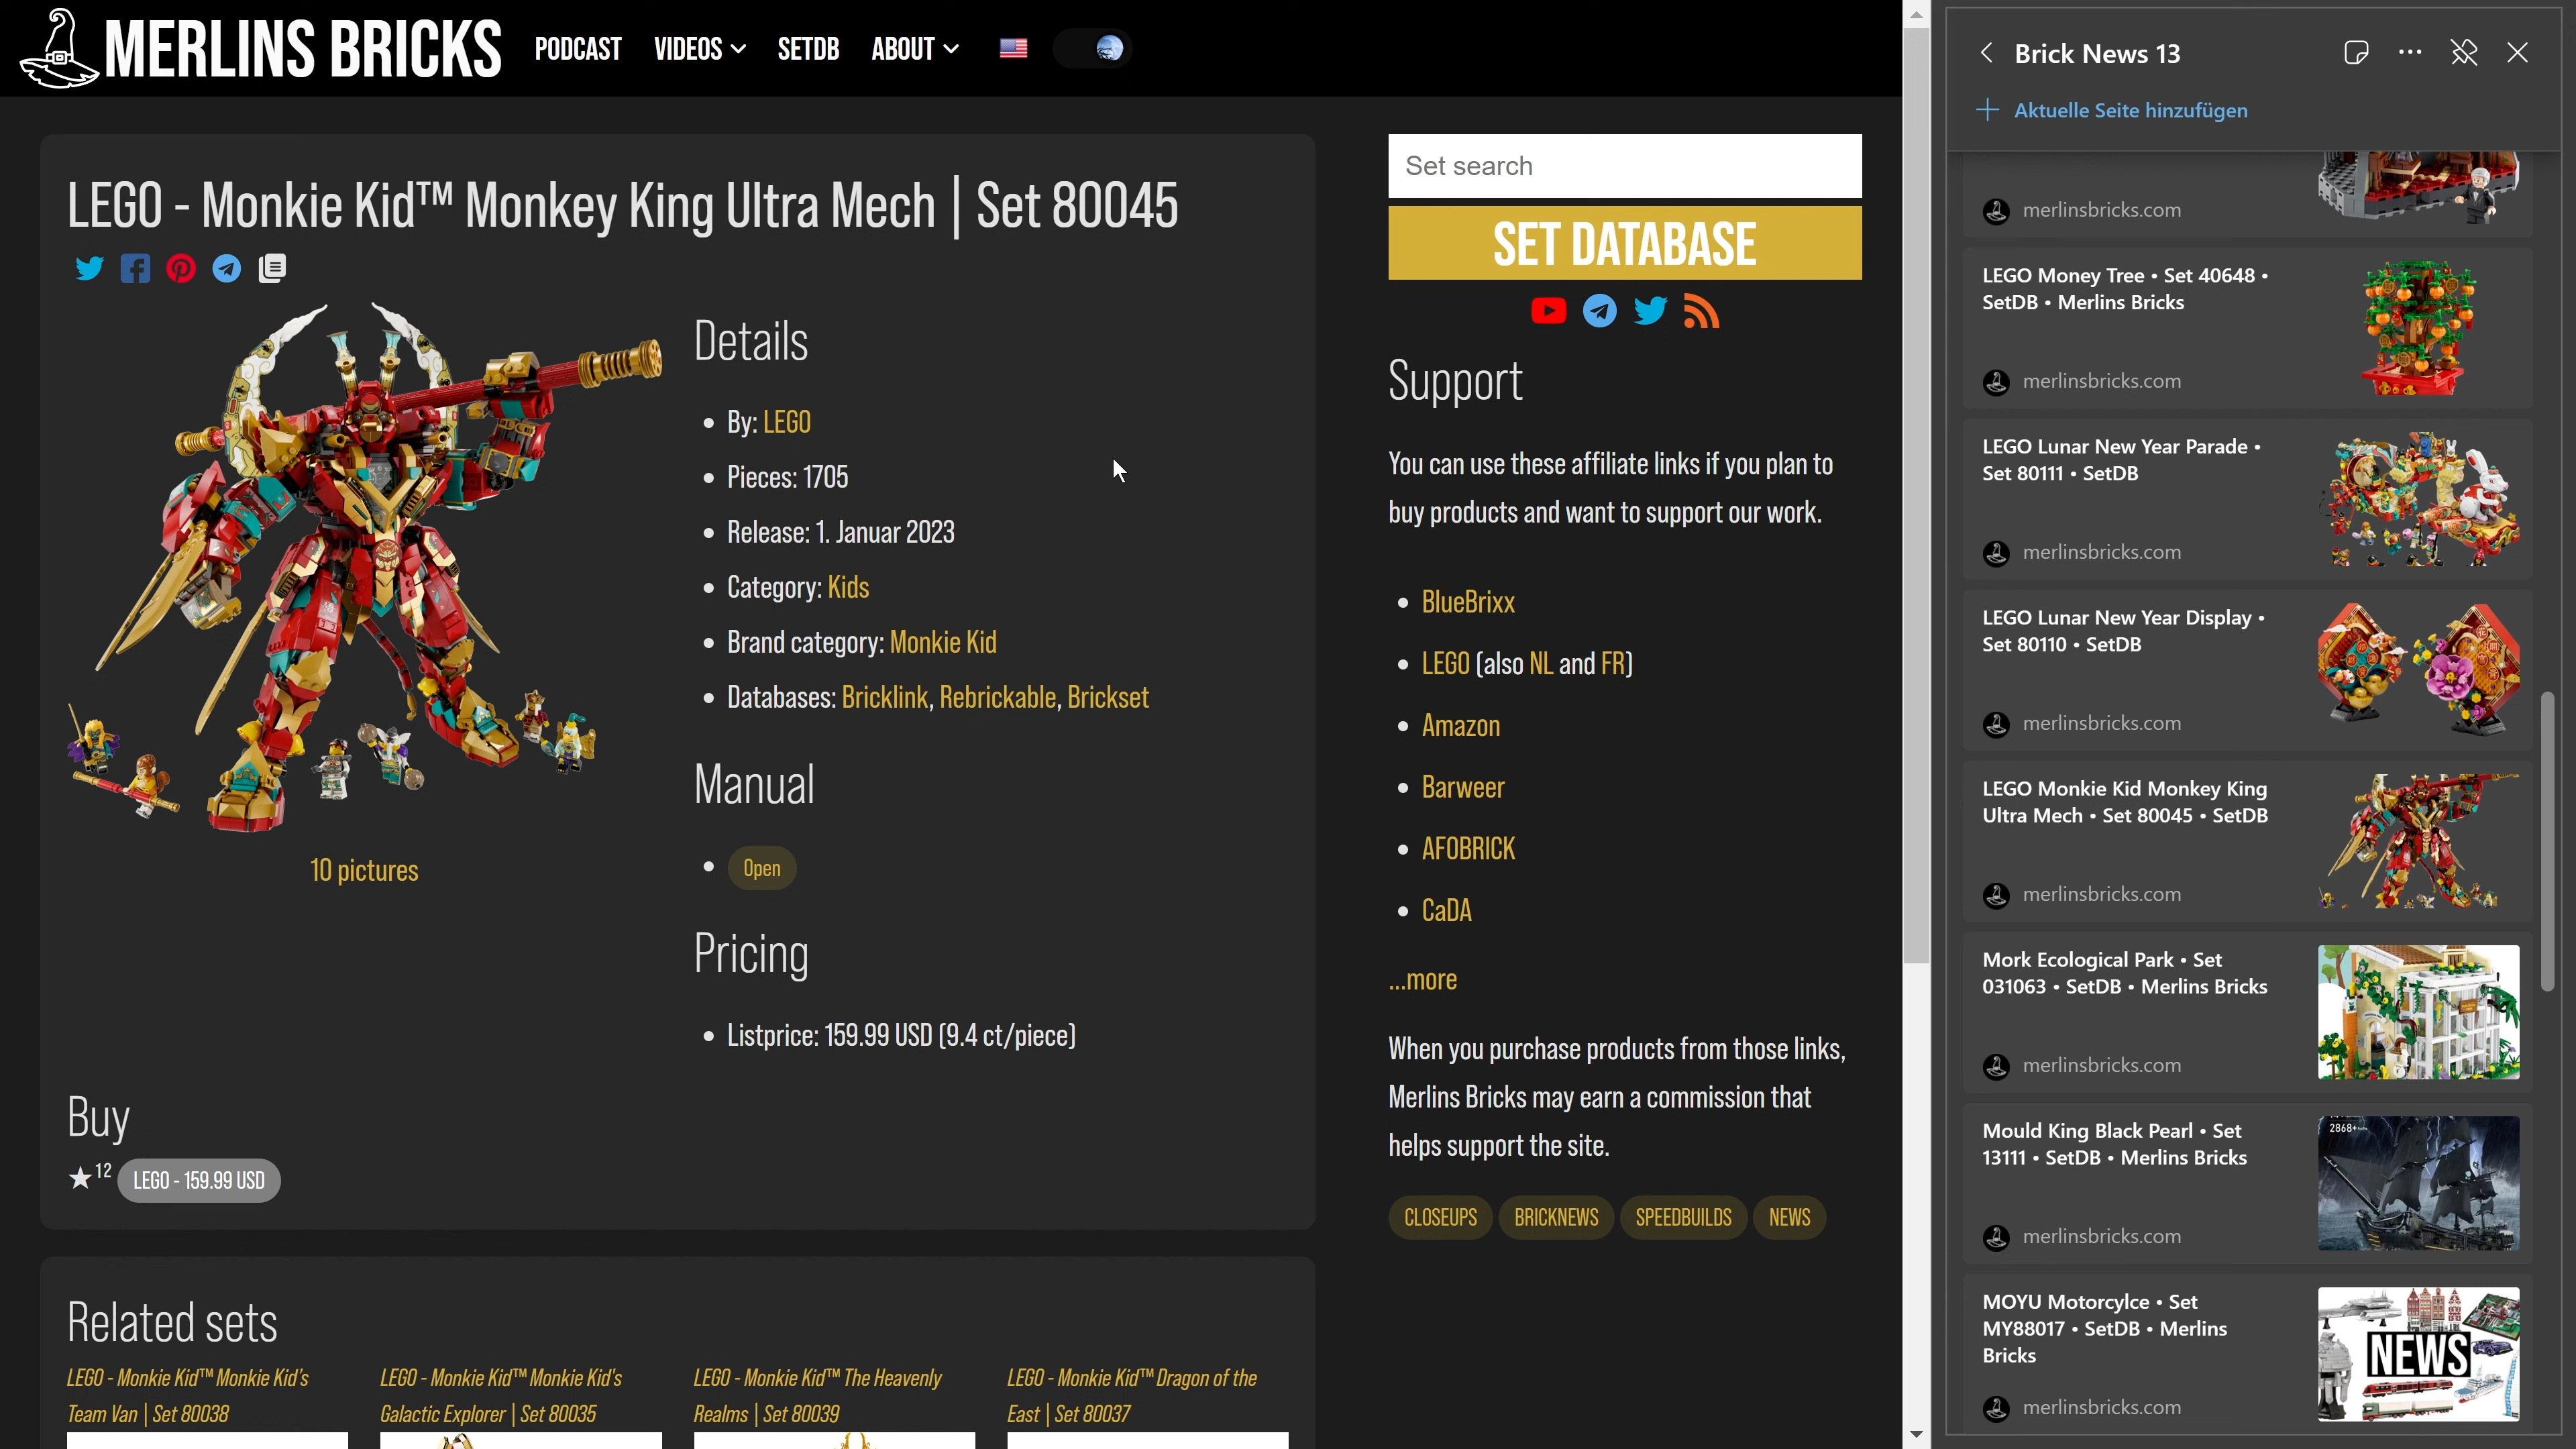 MERLINS BRICKS
PODCAST
VIDEOS
SETDB
ABOUT
LEGO - Monkie Kid™ Monkey King Ultra Mech | Set 80045
Details
By: LEGO
Pieces: 1705
Release: 1. Januar 2023
Category: Kids
Brand category: Monkie Kid
Databases: Bricklink, Rebrickable, Brickset
Manual
Open
10 pictures
Pricing
Listprice: 159.99 USD (9.4 ct/piece)
Buy
12
LEGO - 159.99 USD
Related sets
LEGO - Monkie Kid™ Monkie Kid's
Team Van | Set 80038
LEGO - Monkie Kid™ Monkie Kid's
Galactic Explorer | Set 80035
LEGO - Monkie Kid™ The Heavenly
Realms | Set 80039
LEGO - Monkie Kid™ Dragon of the
East | Set 80037
Set search
SET DATABASE
Support
You can use these affiliate links if you plan to
buy products and want to support our work.
BlueBrixx
LEGO (also NL and FR)
Amazon
Barweer
AFOBRICK
CaDA
...more
When you purchase products from those links,
Merlins Bricks may earn a commission that
helps support the site.
CLOSEUPS
BRICKNEWS
SPEEDBUILDS
NEWS
Brick News 13
Aktuelle Seite hinzufügen
merlinsbricks.com
LEGO Money Tree • Set 40648 •
SetDB • Merlins Bricks
merlinsbricks.com
LEGO Lunar New Year Parade •
Set 80111 • SetDB
merlinsbricks.com
LEGO Lunar New Year Display •
Set 80110 • SetDB
merlinsbricks.com
LEGO Monkie Kid Monkey King
Ultra Mech • Set 80045 • SetDB
merlinsbricks.com
Mork Ecological Park • Set
031063 • SetDB • Merlins Bricks
merlinsbricks.com
Mould King Black Pearl • Set
13111 • SetDB • Merlins Bricks
2868+
merlinsbricks.com
MOYU Motorcylce • Set
MY88017 • SetDB • Merlins
Bricks
NEWS
merlinsbricks.com